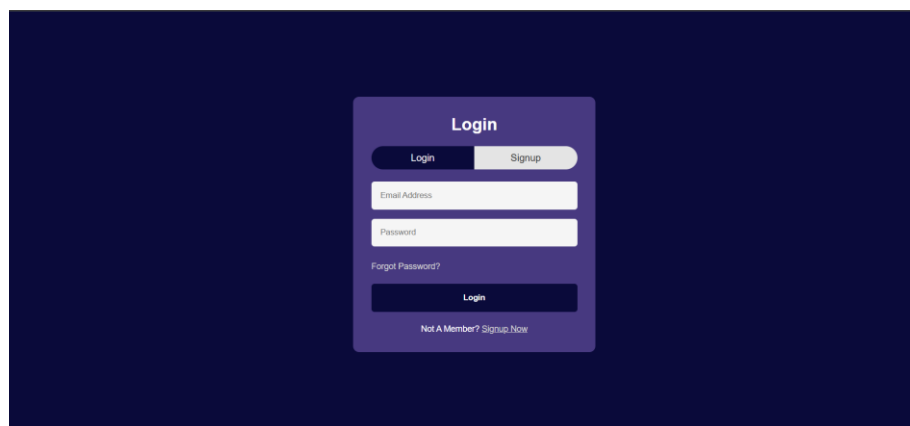 Login
Login Signup
Email Address
Password
Forgot Password?
Login
Not A Member? Signup Now